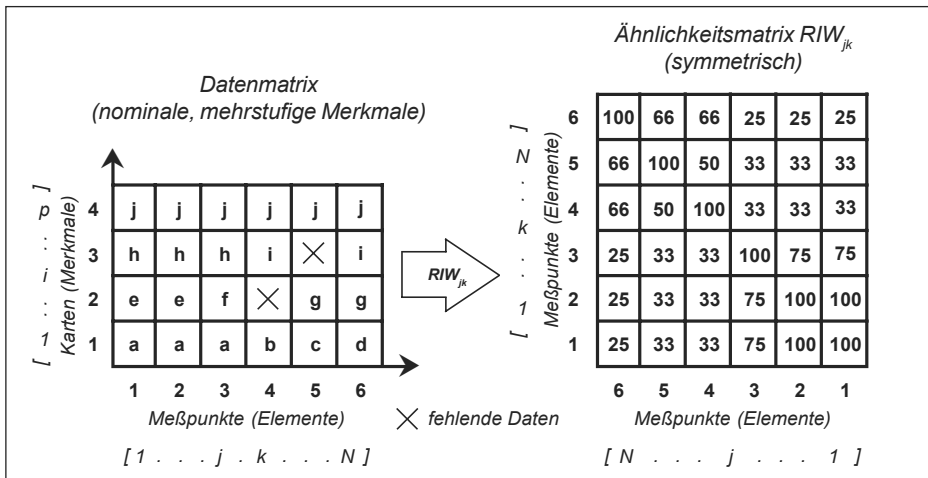 Datenmatrix
(nominale, mehrstufige Merkmale)
[ 1 . . i . . p ]
Karten (Merkmale)
4 j j j j j j
3 h h h i i
2 e e f g g
1 a a a b c d
1 2 3 4 5 6
Meßpunkte (Elemente)
fehlende Daten
[ 1 . . . j . k . . . N ]
RIW jk
Ähnlichkeitsmatrix RIW jk
(symmetrisch)
[ 1 . . k . . N ]
Meßpunkte (Elemente)
6 100 66 66 25 25 25
5 66 100 50 33 33 33
4 66 50 100 33 33 33
3 25 33 33 100 75 75
2 25 33 33 75 100 100
1 25 33 33 75 100 100
6 5 4 3 2 1
Meßpunkte (Elemente)
[ N . . . j . . . 1 ]